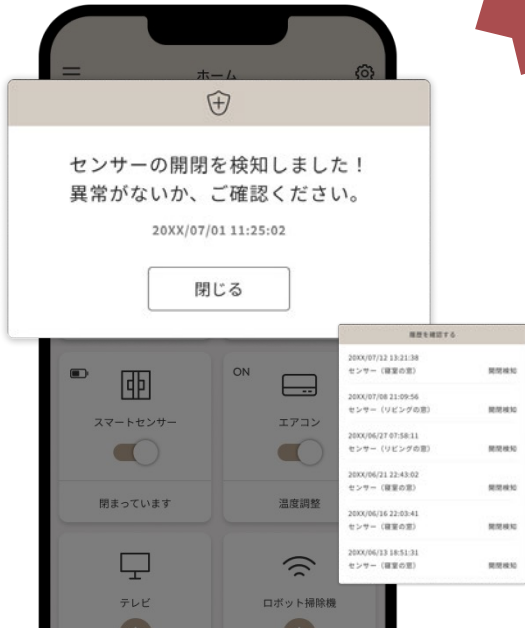 ホーム
センサーの開閉を検知しました！
異常がないか、ご確認ください。
20XX/07/01 11:25:02
閉じる
履歴を確認する
20XX/07/12 13:21:38
センサー（寝室の窓） 開閉検知
20XX/07/08 21:09:56
センサー（リビングの窓） 開閉検知
20XX/06/27 07:58:11
センサー（リビングの窓） 開閉検知
20XX/06/21 22:43:02
センサー（寝室の窓） 開閉検知
20XX/06/16 22:03:41
センサー（寝室の窓） 開閉検知
20XX/06/13 18:51:31
センサー（寝室の窓） 開閉検知
ON
スマートセンサー
エアコン
閉まっています
温度調整
テレビ
ロボット掃除機